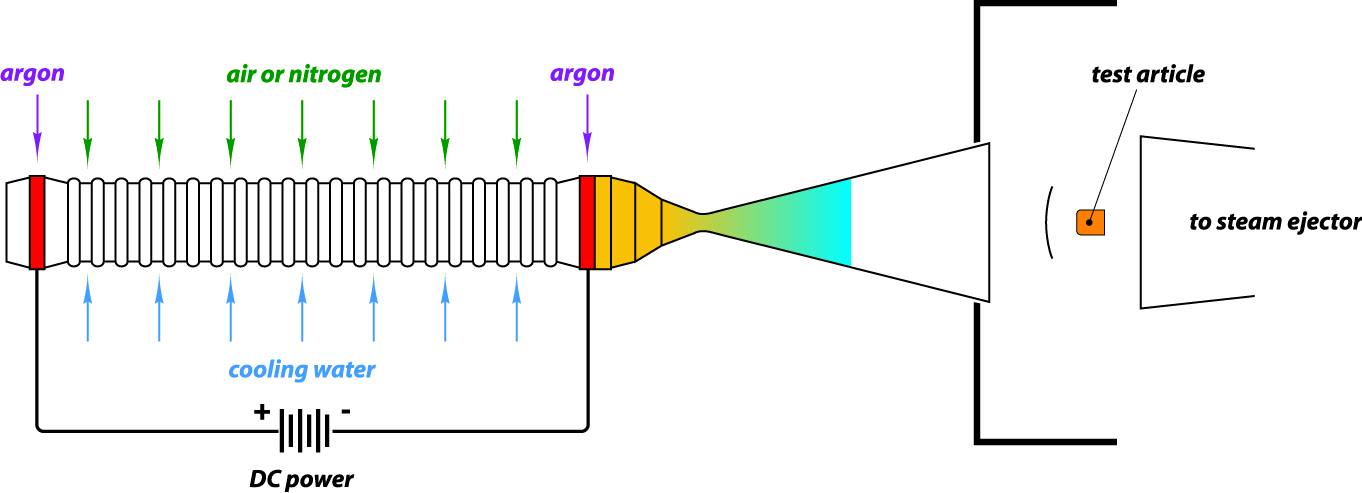 argon
air or nitrogen
argon
test article
to steam ejector
cooling water
+
-
DC power